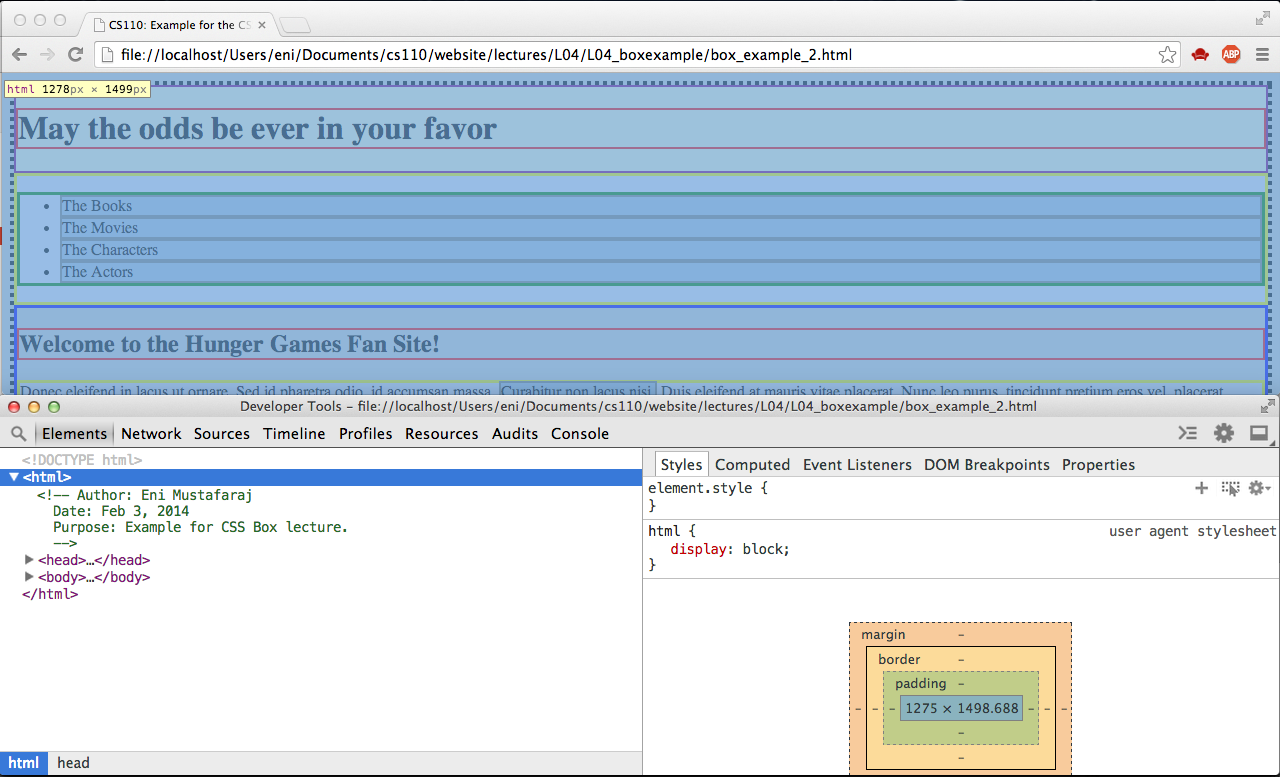 CS110: Example for the CS
file://localhost/Users/eni/Documents/cs110/website/lectures/L04/L04_boxexample/box_example_2.html
ABP
html 1278px × 1499px
May the odds be ever in your favor
• The Books
• The Movies
• The Characters
• The Actors
Welcome to the Hunger Games Fan Site!
Donec eleifend in lacus ut ornare. Sed id pharetra odio, id accumsan massa. Curabitur non lacus nisi. Duis eleifend at mauris vitae placerat. Nunc leo purus, tincidunt pretium eros vel, placerat
Developer Tools - file://localhost/Users/eni/Documents/cs110/website/lectures/L04/L04_boxexample/box_example_2.html
Elements Network Sources Timeline Profiles Resources Audits Console
<!DOCTYPE html>
<html>
<!-- Author: Eni Mustafaraj
Date: Feb 3, 2014
Purpose: Example for CSS Box lecture.
-->
<head>…</head>
<body>…</body>
</html>
html head
Styles Computed Event Listeners DOM Breakpoints Properties
element.style {
}
html { user agent stylesheet
display: block;
}
margin –
border –
padding –
– – – 1275 × 1498.688 – – –
–
–